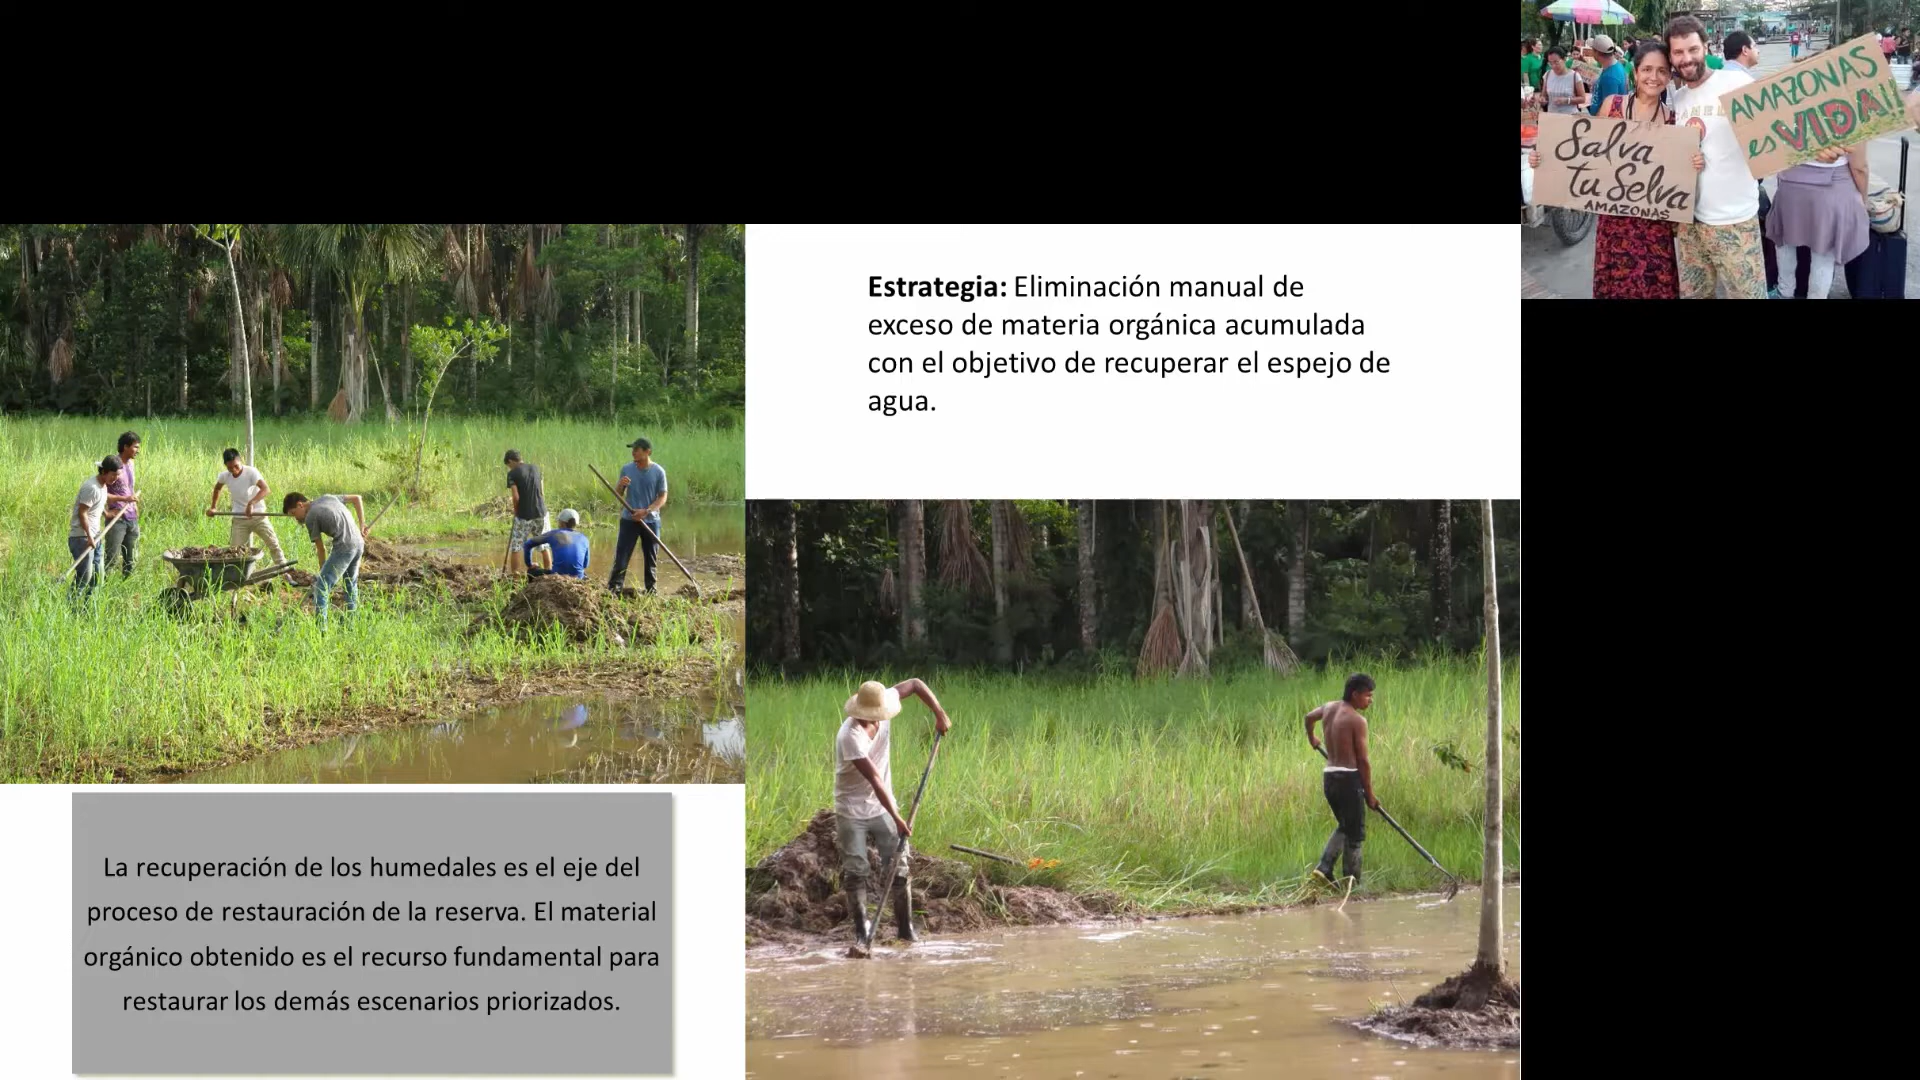 Salva
tu Selva
AMAZONAS
AMAZONAS
es VIDA!!
Estrategia: Eliminación manual de
exceso de materia orgánica acumulada
con el objetivo de recuperar el espejo de
agua.
La recuperación de los humedales es el eje del
proceso de restauración de la reserva. El material
orgánico obtenido es el recurso fundamental para
restaurar los demás escenarios priorizados.